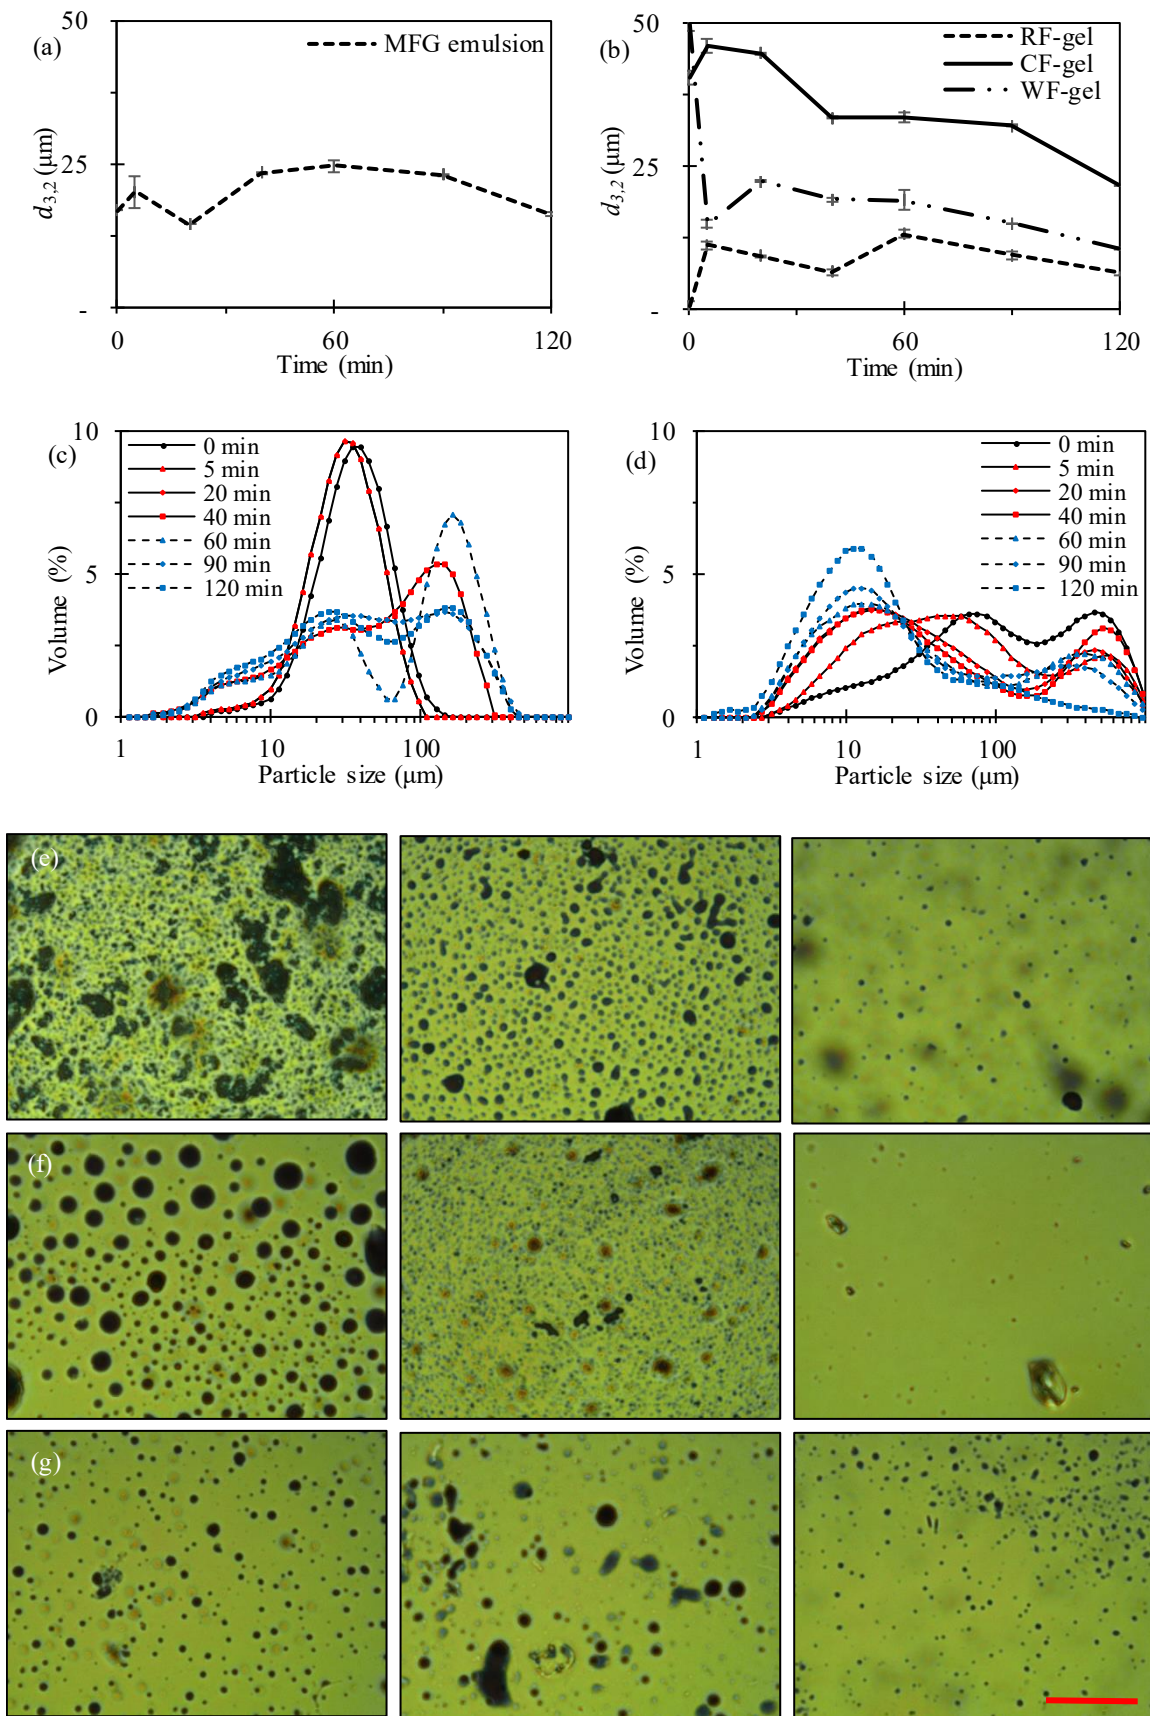 (a)
50
25
-
d3,2 (μm)
MFG emulsion
0
60
120
Time (min)
(b)
50
25
-
d3,2 (μm)
RF-gel
CF-gel
WF-gel
0
60
120
Time (min)
(c)
10
5
0
Volume (%)
0 min
5 min
20 min
40 min
60 min
90 min
120 min
1
10
100
Particle size (μm)
(d)
10
5
0
Volume (%)
0 min
5 min
20 min
40 min
60 min
90 min
120 min
1
10
100
Particle size (μm)
(e)
(f)
(g)